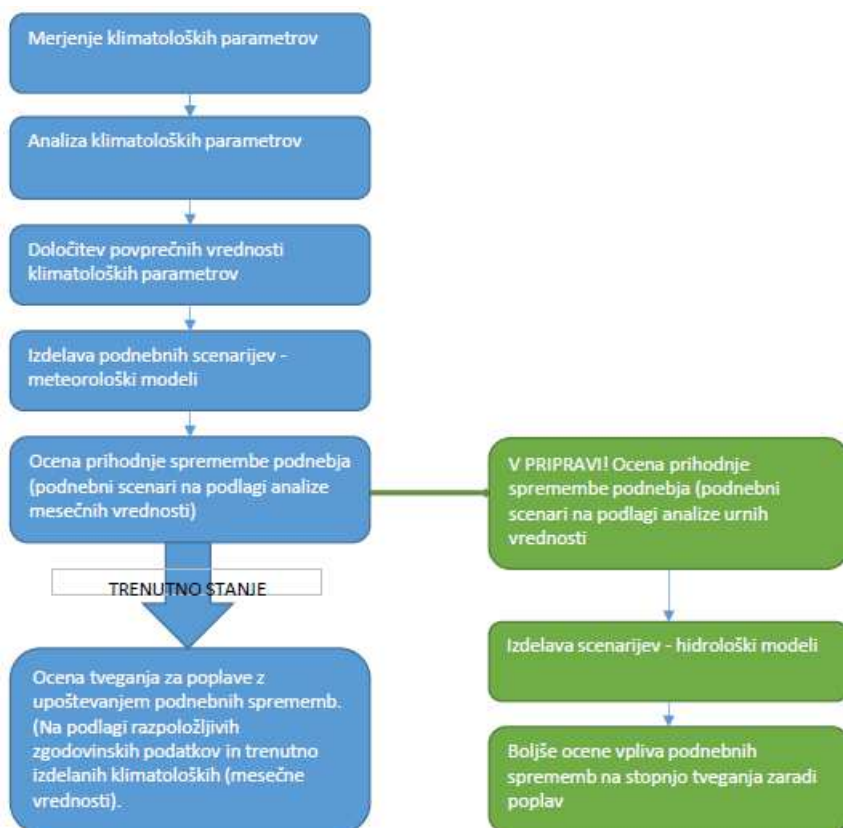 Merjenje klimatoloških parametrov
Analiza klimatoloških parametrov
Določitev povprečnih vrednosti
klimatoloških parametrov
Izdelava podnebnih scenarijev -
meteorološki modeli
Ocena prihodnje spremembe podnebja
(podnebni scenari na podlagi analize
mesečnih vrednosti)
TRENUTNO STANJE
Ocena tveganja za poplave z
upoštevanjem podnebnih sprememb.
(Na podlagi razpoložljivih
zgodovinskih podatkov in trenutno
izdelanih klimatoloških (mesečne
vrednosti).
V PRIPRAVI! Ocena prihodnje
spremembe podnebja (podnebni
scenari na podlagi analize urnih
vrednosti
Izdelava scenarijev - hidrološki modeli
Boljše ocene vpliva podnebnih
sprememb na stopnjo tveganja zaradi
poplav